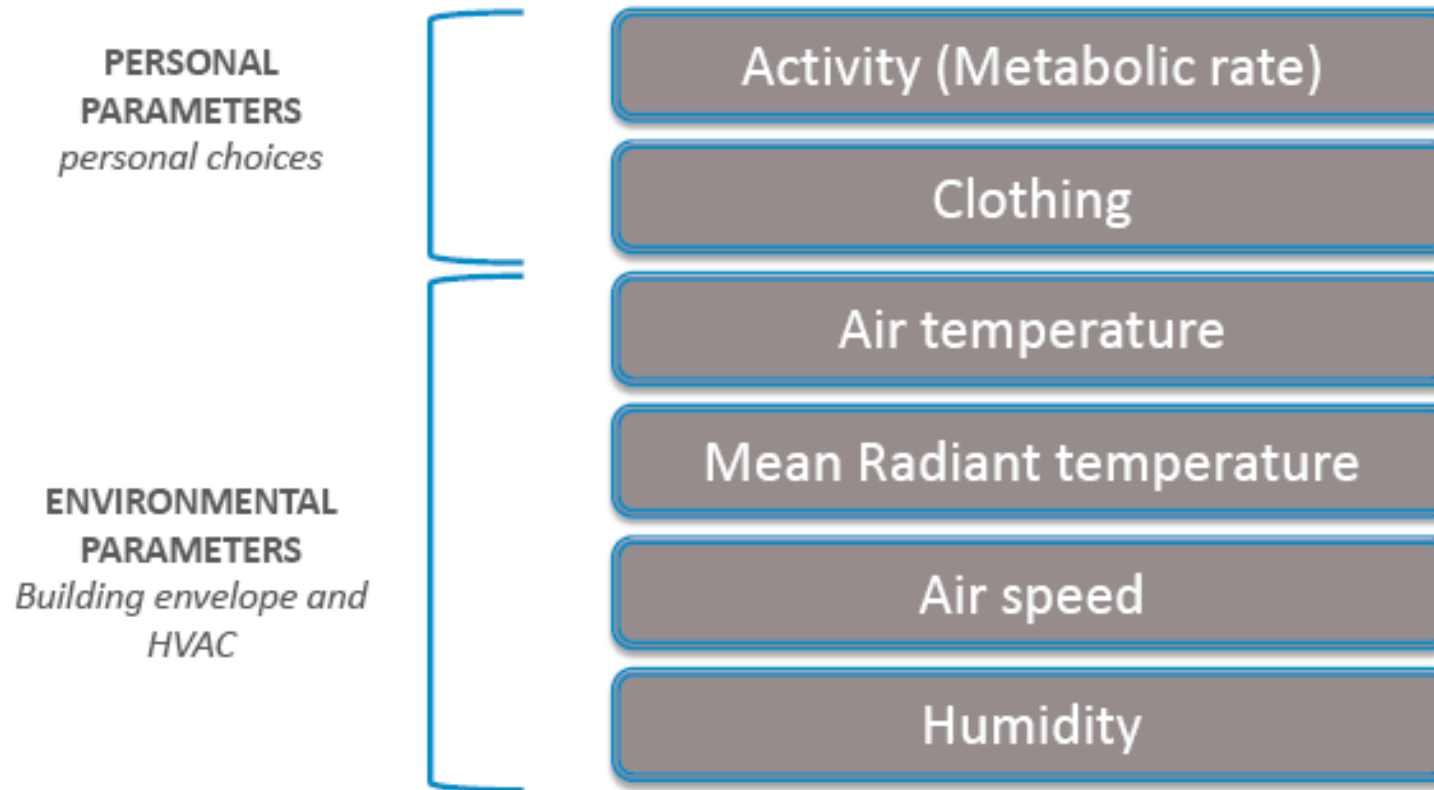 PERSONAL
PARAMETERS
personal choices
Activity (Metabolic rate)
Clothing
ENVIRONMENTAL
PARAMETERS
Building envelope and
HVAC
Air temperature
Mean Radiant temperature
Air speed
Humidity